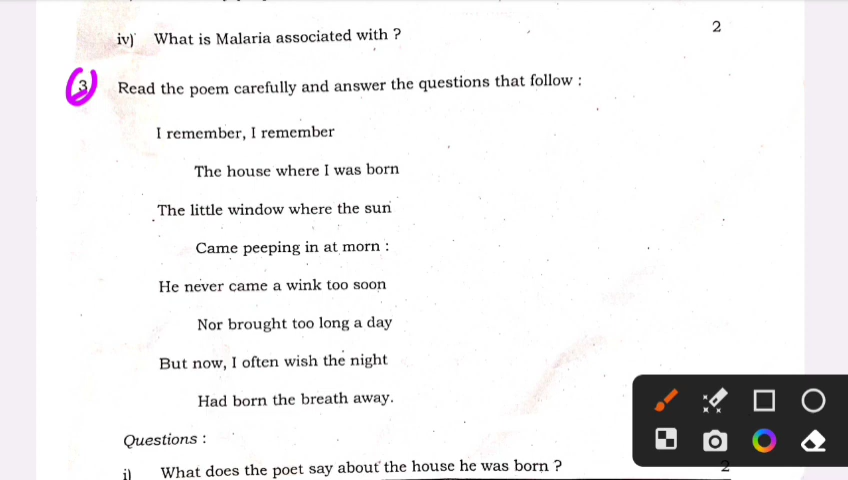 iv) What is Malaria associated with ? 2
3 Read the poem carefully and answer the questions that follow :
I remember, I remember
The house where I was born
The little window where the sun
Came peeping in at morn :
He never came a wink too soon
Nor brought too long a day
But now, I often wish the night
Had born the breath away.
Questions :
i) What does the poet say about the house he was born ? 2